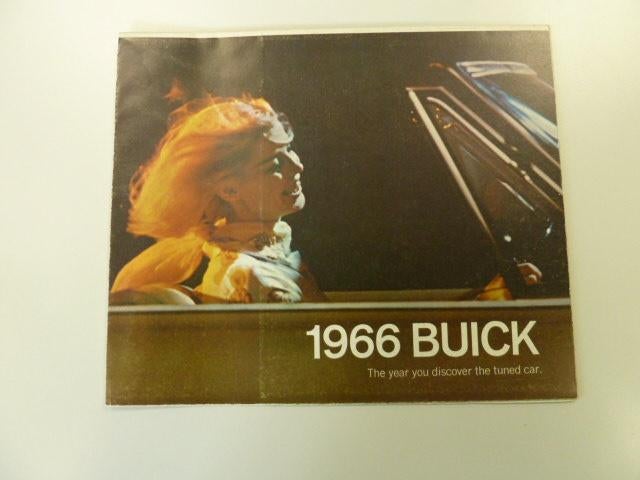 1966 BUICK
The year you discover the tuned car.